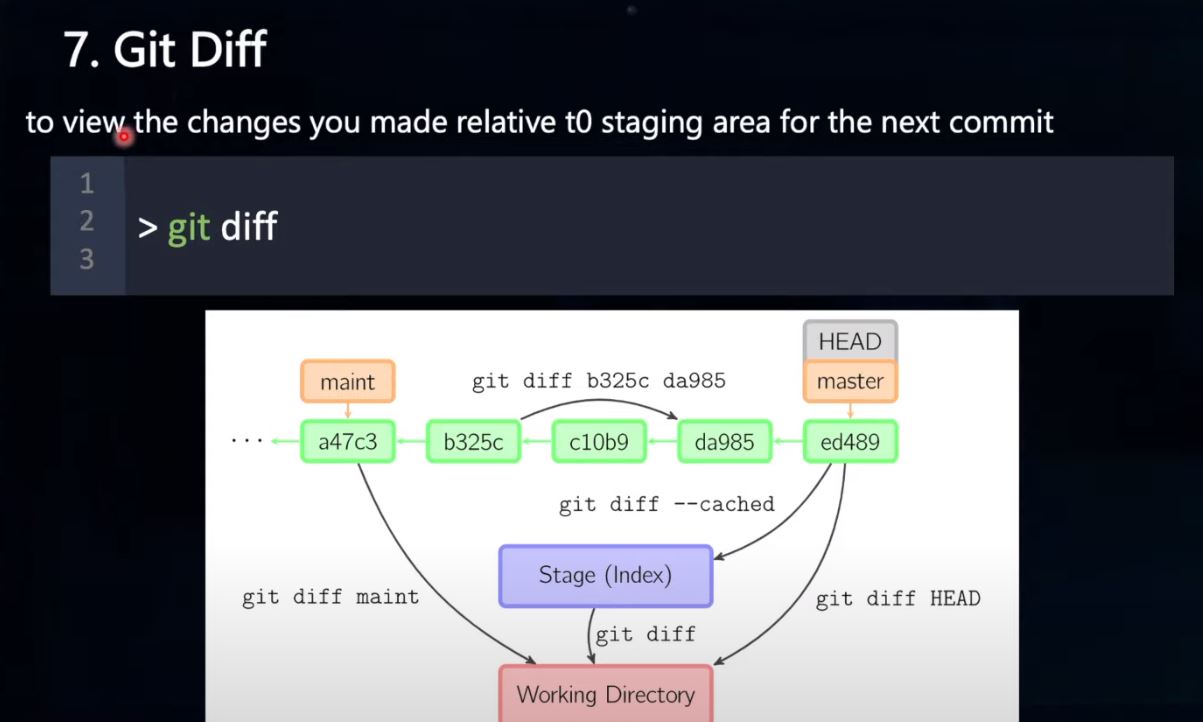 7. Git Diff
to view the changes you made relative t0 staging area for the next commit
1
2
3
> git diff
HEAD
maint
git diff b325c da985
master
...
a47c3
b325c
c10b9
da985
ed489
git diff --cached
Stage (Index)
git diff maint
git diff HEAD
git diff
Working Directory